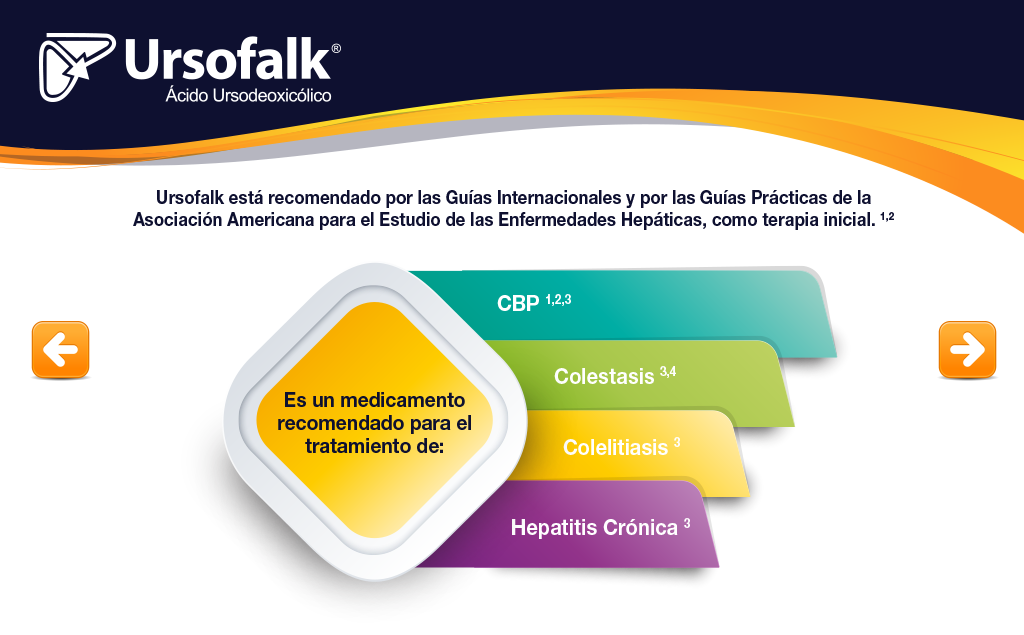 Ursofalk®
Ácido Ursodeoxicólico
Ursofalk está recomendado por las Guías Internacionales y por las Guías Prácticas de la
Asociación Americana para el Estudio de las Enfermedades Hepáticas, como terapia inicial. 1,2
Es un medicamento
recomendado para el
tratamiento de:
CBP 1,2,3
Colestasis 3,4
Colelitiasis 3
Hepatitis Crónica 3